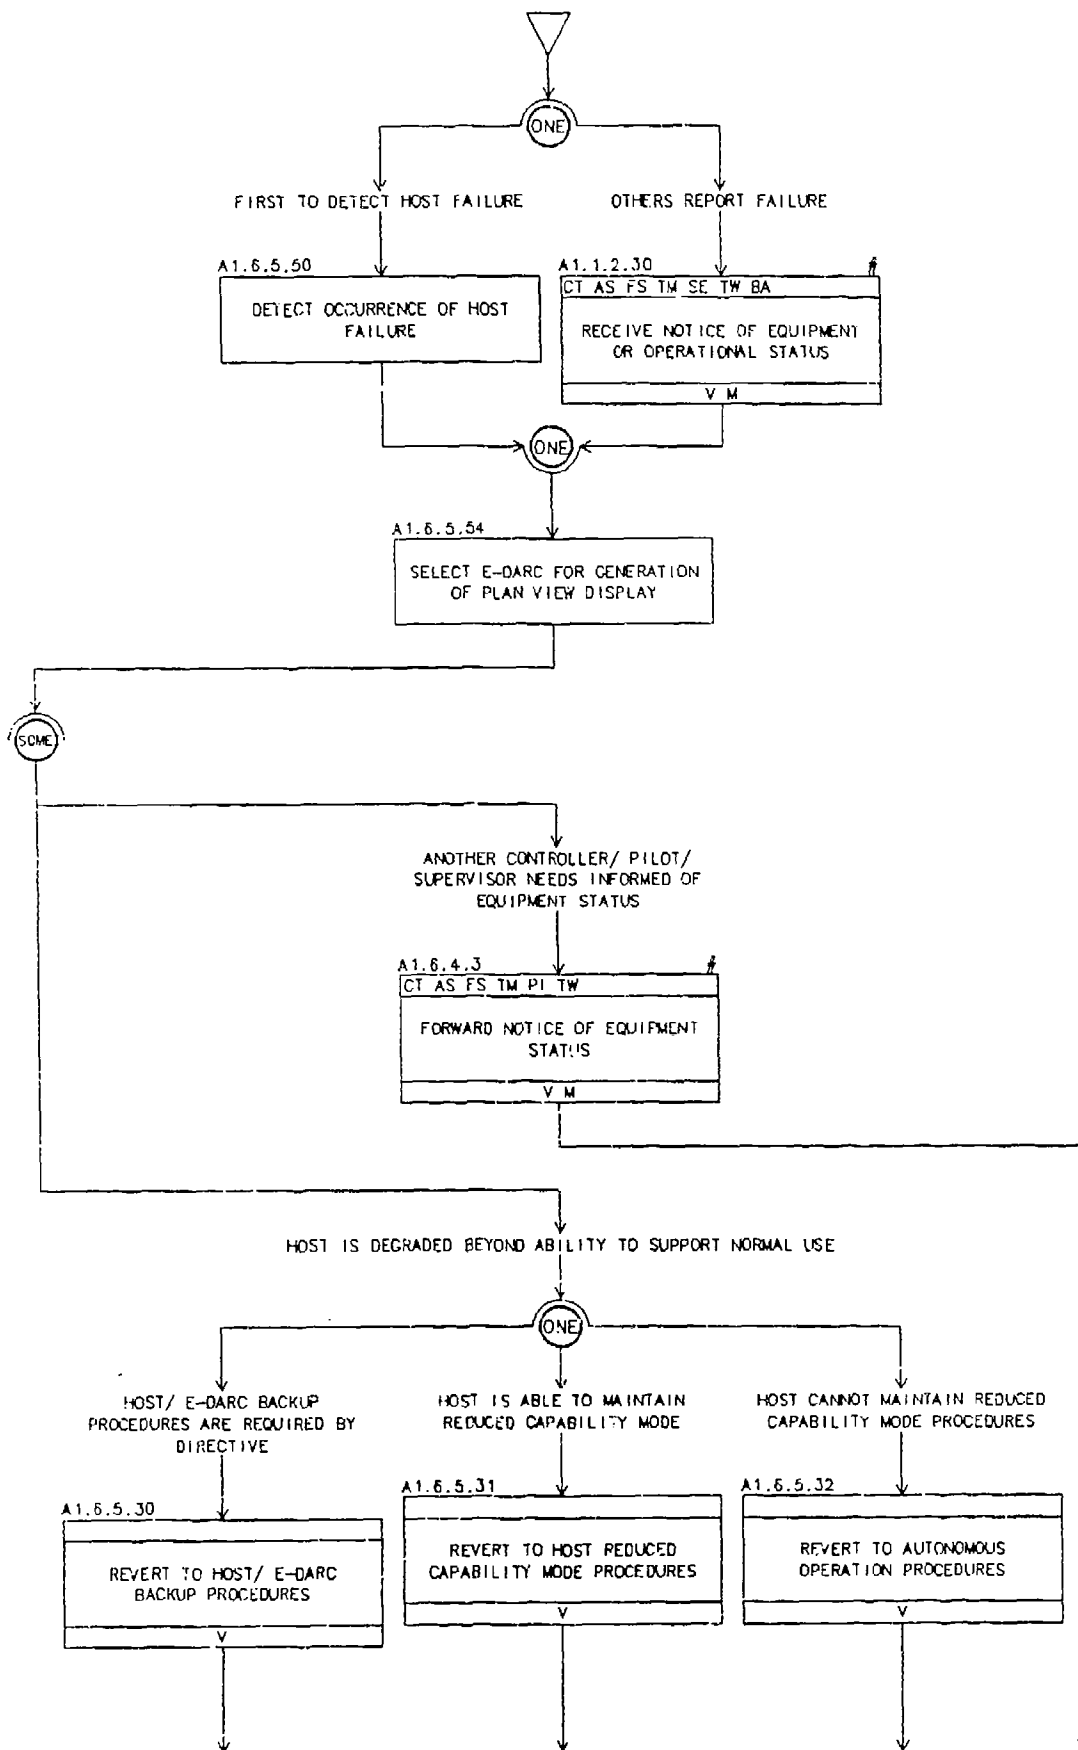 ONE
FIRST TO DETECT HOST FAILURE
OTHERS REPORT FAILURE
A1.6.5.50
DETECT OCCURRENCE OF HOST
FAILURE
A1.1.2.30 #
CT AS FS TM SE TW BA
RECEIVE NOTICE OF EQUIPMENT
OR OPERATIONAL STATUS
V M
ONE
A1.6.5.54
SELECT E-DARC FOR GENERATION
OF PLAN VIEW DISPLAY
SOME
ANOTHER CONTROLLER/ PILOT/
SUPERVISOR NEEDS INFORMED OF
EQUIPMENT STATUS
A1.6.4.3 #
CT AS FS TM PI TW
FORWARD NOTICE OF EQUIPMENT
STATUS
V M
HOST IS DEGRADED BEYOND ABILITY TO SUPPORT NORMAL USE
ONE
HOST/ E-DARC BACKUP
PROCEDURES ARE REQUIRED BY
DIRECTIVE
HOST IS ABLE TO MAINTAIN
REDUCED CAPABILITY MODE
HOST CANNOT MAINTAIN REDUCED
CAPABILITY MODE PROCEDURES
A1.6.5.30
REVERT TO HOST/ E-DARC
BACKUP PROCEDURES
V
A1.6.5.31
REVERT TO HOST REDUCED
CAPABILITY MODE PROCEDURES
V
A1.6.5.32
REVERT TO AUTONOMOUS
OPERATION PROCEDURES
V